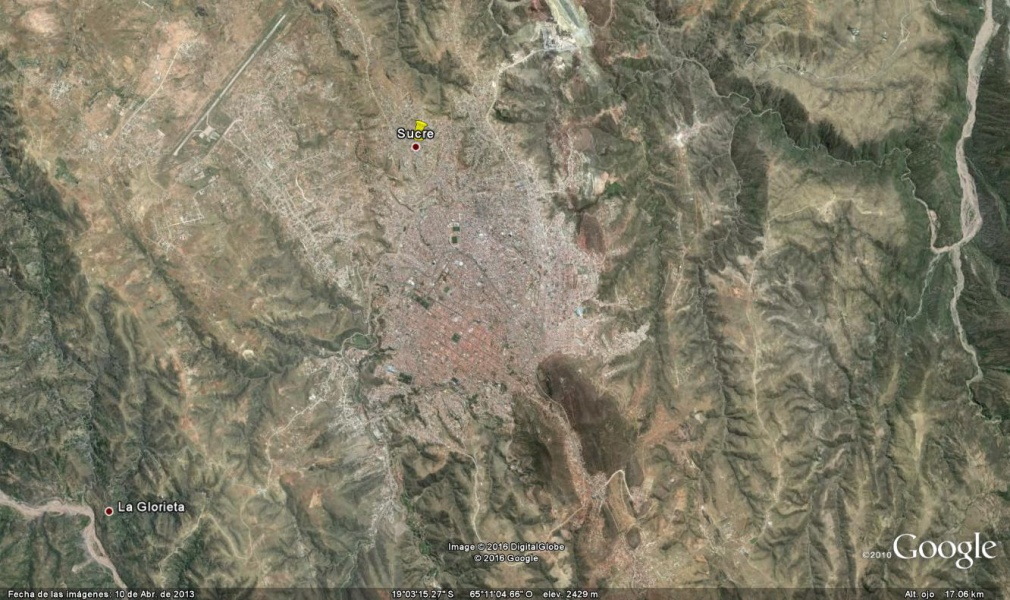 Sucre
La Glorieta
Image © 2016 DigitalGlobe
© 2016 Google
©2010 Google
Fecha de las imágenes: 10 de Abr. de 2013 19°03'15.27" S 65°11'04.66" O elev. 2429 m Alt. ojo 17.06 km